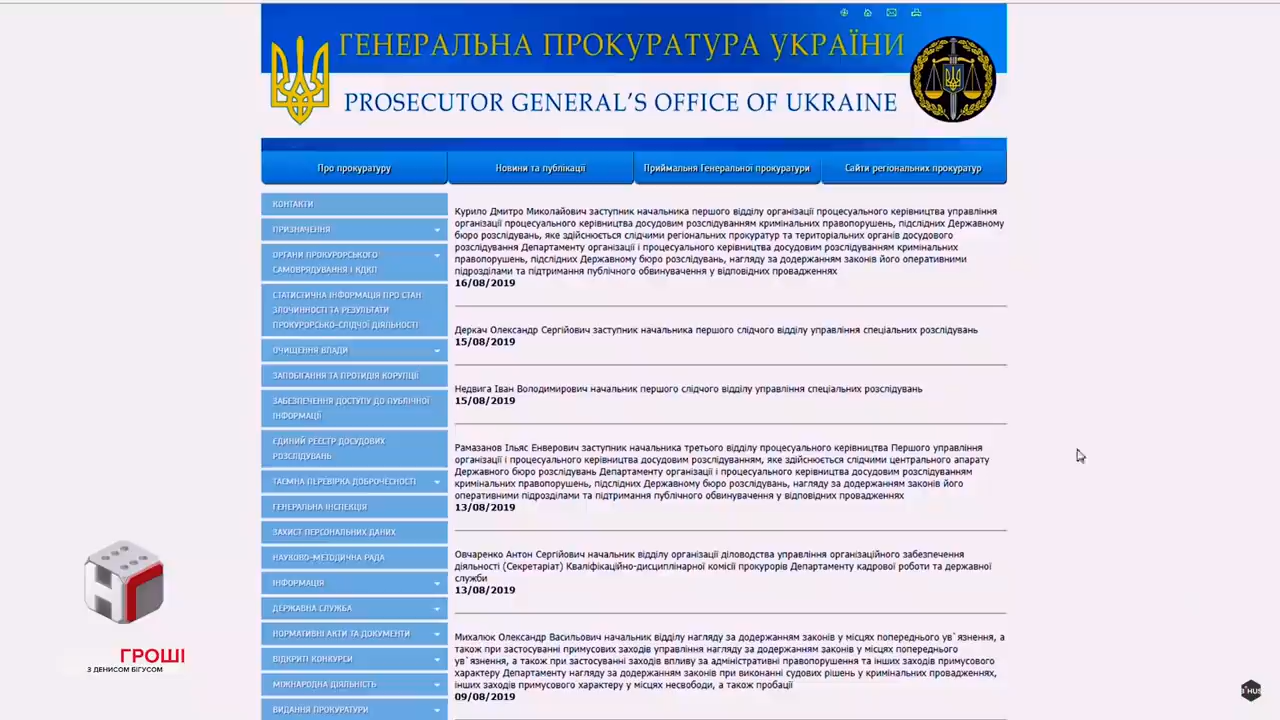 ГЕНЕРАЛЬНА ПРОКУРАТУРА УКРАЇНИ
PROSECUTOR GENERAL'S OFFICE OF UKRAINE
Про прокуратуру
Новини та публікації
Приймальня Генеральної прокуратури
Сайти регіональних прокуратур
КОНТАКТИ
ПРИЗНАЧЕННЯ
ОРГАНИ ПРОКУРОРСЬКОГО
САМОВРЯДУВАННЯ І КДКП
СТАТИСТИЧНА ІНФОРМАЦІЯ ПРО СТАН
ЗЛОЧИННОСТІ ТА РЕЗУЛЬТАТИ
ПРОКУРОРСЬКО-СЛІДЧОЇ ДІЯЛЬНОСТІ
ОЧИЩЕННЯ ВЛАДИ
ЗАПОБІГАННЯ ТА ПРОТИДІЯ КОРУПЦІЇ
ЗАБЕЗПЕЧЕННЯ ДОСТУПУ ДО ПУБЛІЧНОЇ
ІНФОРМАЦІЇ
ЄДИНИЙ РЕЄСТР ДОСУДОВИХ
РОЗСЛІДУВАНЬ
ТАЄМНА ПЕРЕВІРКА ДОБРОЧЕСНОСТІ
ГЕНЕРАЛЬНА ІНСПЕКЦІЯ
ЗАХИСТ ПЕРСОНАЛЬНИХ ДАНИХ
НАУКОВО-МЕТОДИЧНА РАДА
ІНФОРМАЦІЯ
ДЕРЖАВНА СЛУЖБА
НОРМАТИВНІ АКТИ ТА ДОКУМЕНТИ
ВІДКРИТІ КОНКУРСИ
МІЖНАРОДНА ДІЯЛЬНІСТЬ
ВИДАННЯ ПРОКУРАТУРИ
Курило Дмитро Миколайович заступник начальника першого відділу організації процесуального керівництва управління
організації процесуального керівництва досудовим розслідуванням кримінальних правопорушень, підслідних Державному
бюро розслідувань, яке здійснюється слідчими регіональних прокуратур та територіальних органів досудового
розслідування Департаменту організації і процесуального керівництва досудовим розслідуванням кримінальних
правопорушень, підслідних Державному бюро розслідувань, нагляду за додержанням законів його оперативними
підрозділами та підтримання публічного обвинувачення у відповідних провадженнях
16/08/2019
Деркач Олександр Сергійович заступник начальника першого слідчого відділу управління спеціальних розслідувань
15/08/2019
Недвига Іван Володимирович начальник першого слідчого відділу управління спеціальних розслідувань
15/08/2019
Рамазанов Ільяс Енверович заступник начальника третього відділу процесуального керівництва Першого управління
організації і процесуального керівництва досудовим розслідуванням, яке здійснюється слідчими центрального апарату
Державного бюро розслідувань Департаменту організації і процесуального керівництва досудовим розслідуванням
кримінальних правопорушень, підслідних Державному бюро розслідувань, нагляду за додержанням законів його
оперативними підрозділами та підтримання публічного обвинувачення у відповідних провадженнях
13/08/2019
Овчаренко Антон Сергійович начальник відділу організації діловодства управління організаційного забезпечення
діяльності (Секретаріат) Кваліфікаційно-дисциплінарної комісії прокурорів Департаменту кадрової роботи та державної
служби
13/08/2019
Михалюк Олександр Васильович начальник відділу нагляду за додержанням законів у місцях попереднього ув`язнення, а
також при застосуванні примусових заходів управління нагляду за додержанням законів у місцях попереднього
ув`язнення, а також при застосуванні заходів впливу за адміністративні правопорушення та інших заходів примусового
характеру Департаменту нагляду за додержанням законів при виконанні судових рішень у кримінальних провадженнях,
інших заходів примусового характеру у місцях несвободи, а також пробації
09/08/2019
ГРОШІ
З ДЕНИСОМ БІГУСОМ